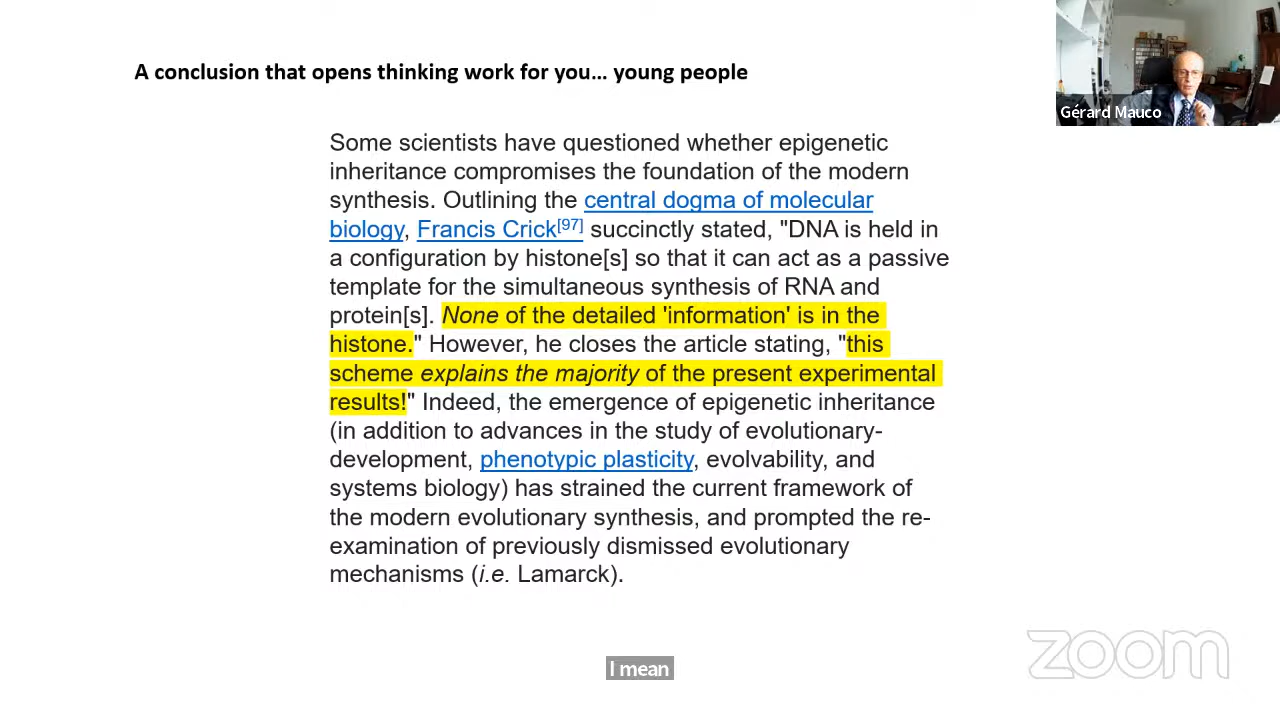 A conclusion that opens thinking work for you… young people
Gérard Mauco
Some scientists have questioned whether epigenetic
inheritance compromises the foundation of the modern
synthesis. Outlining the central dogma of molecular
biology, Francis Crick[97] succinctly stated, "DNA is held in
a configuration by histone[s] so that it can act as a passive
template for the simultaneous synthesis of RNA and
protein[s]. None of the detailed 'information' is in the
histone." However, he closes the article stating, "this
scheme explains the majority of the present experimental
results!" Indeed, the emergence of epigenetic inheritance
(in addition to advances in the study of evolutionary-
development, phenotypic plasticity, evolvability, and
systems biology) has strained the current framework of
the modern evolutionary synthesis, and prompted the re-
examination of previously dismissed evolutionary
mechanisms (i.e. Lamarck).
zoom
I mean